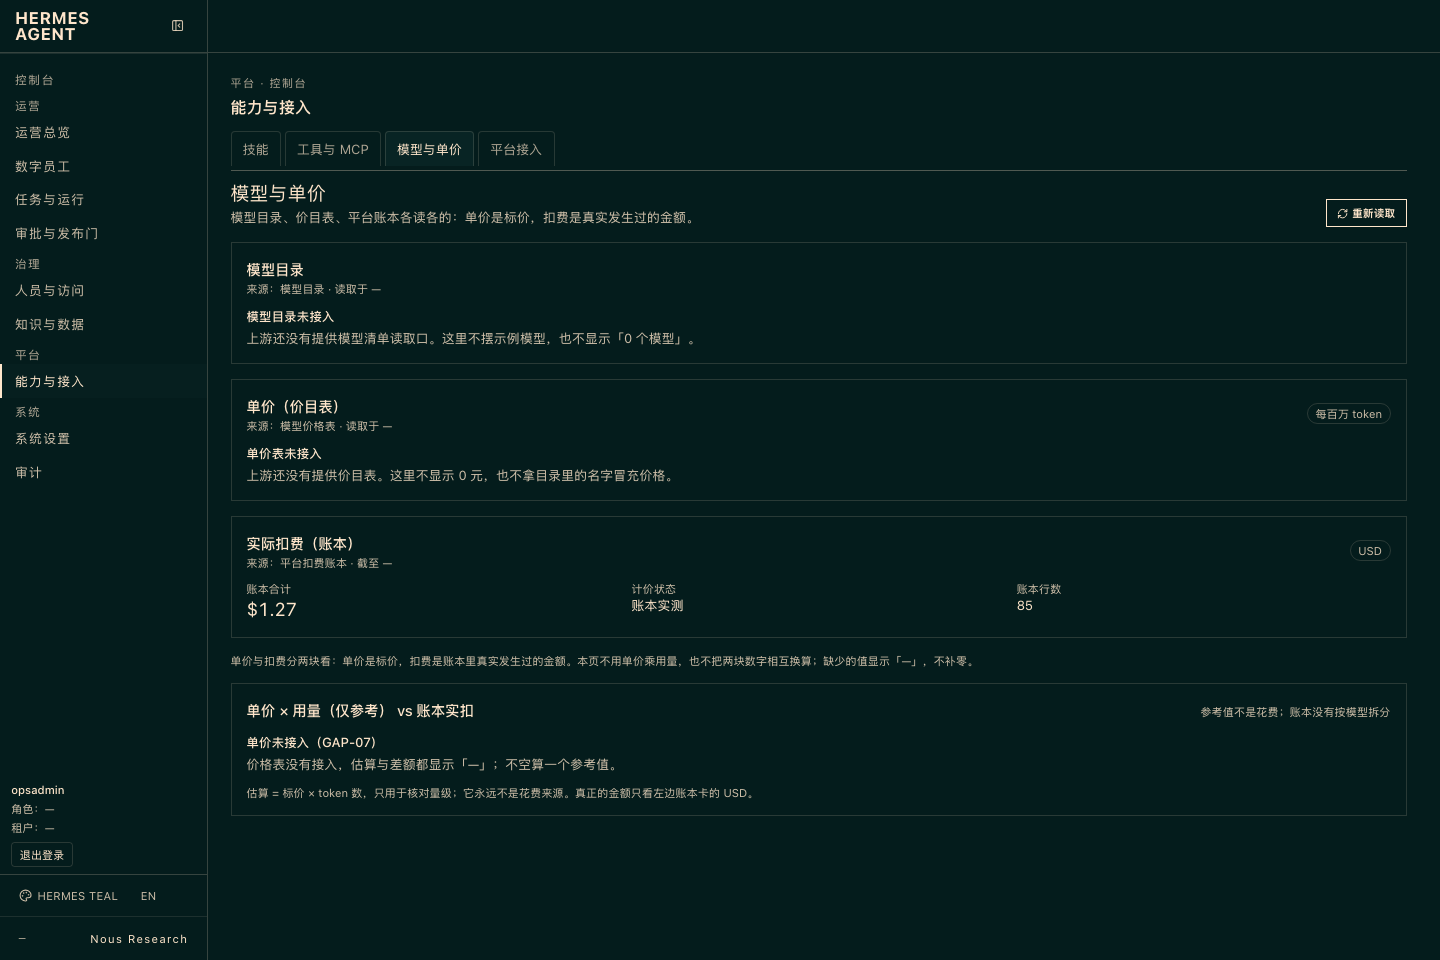 HERMES
AGENT
控制台
运营
运营总览
数字员工
任务与运行
审批与发布门
治理
人员与访问
知识与数据
平台
能力与接入
系统
系统设置
审计
opsadmin
角色：—
租户：—
退出登录
HERMES TEAL EN
— Nous Research
平台 · 控制台
能力与接入
技能 工具与 MCP 模型与单价 平台接入
模型与单价
模型目录、价目表、平台账本各读各的：单价是标价，扣费是真实发生过的金额。
重新读取
模型目录
来源：模型目录 · 读取于 —
模型目录未接入
上游还没有提供模型清单读取口。这里不摆示例模型，也不显示「0 个模型」。
单价（价目表）
每百万 token
来源：模型价格表 · 读取于 —
单价表未接入
上游还没有提供价目表。这里不显示 0 元，也不拿目录里的名字冒充价格。
实际扣费（账本）
USD
来源：平台扣费账本 · 截至 —
账本合计 计价状态 账本行数
$1.27 账本实测 85
单价与扣费分两块看：单价是标价，扣费是账本里真实发生过的金额。本页不用单价乘用量，也不把两块数字相互换算；缺少的值显示「—」，不补零。
单价 × 用量（仅参考） vs 账本实扣
参考值不是花费；账本没有按模型拆分
单价未接入（GAP-07）
价格表没有接入，估算与差额都显示「—」；不空算一个参考值。
估算 = 标价 × token 数，只用于核对量级；它永远不是花费来源。真正的金额只看左边账本卡的 USD。